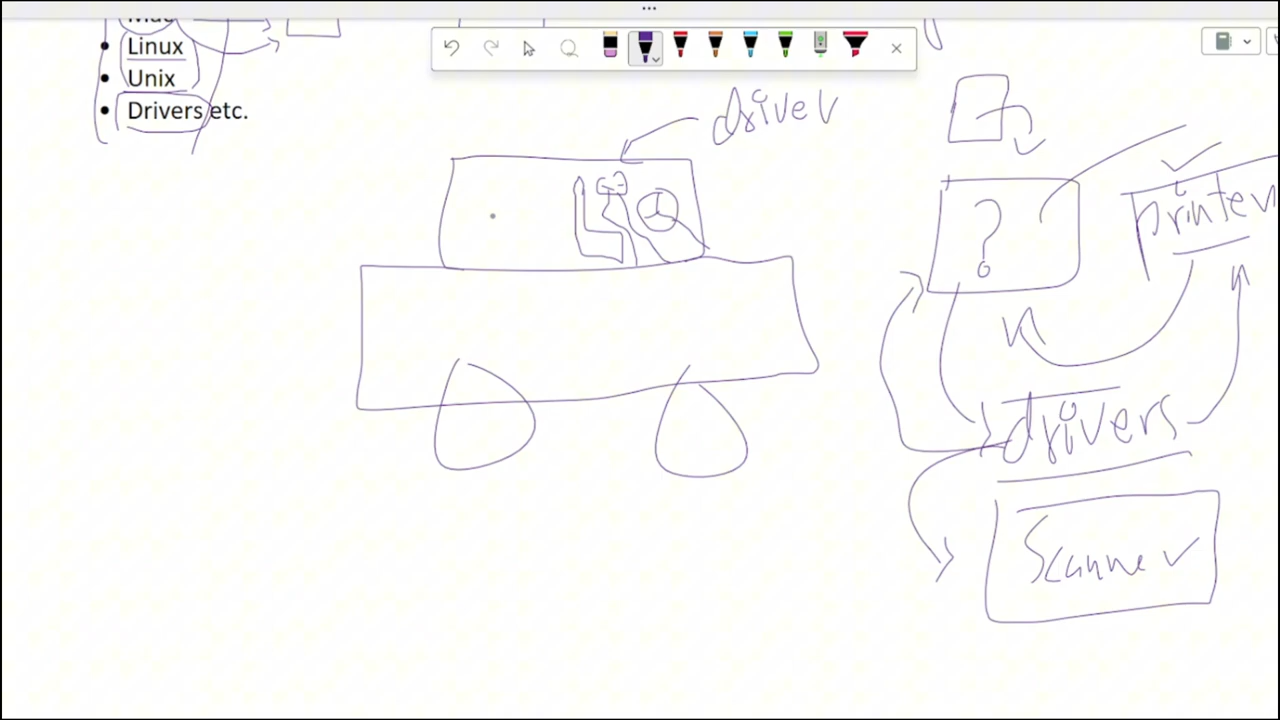 • Linux
• Unix
• Drivers etc.
driver
?
printer
drivers
Scanner